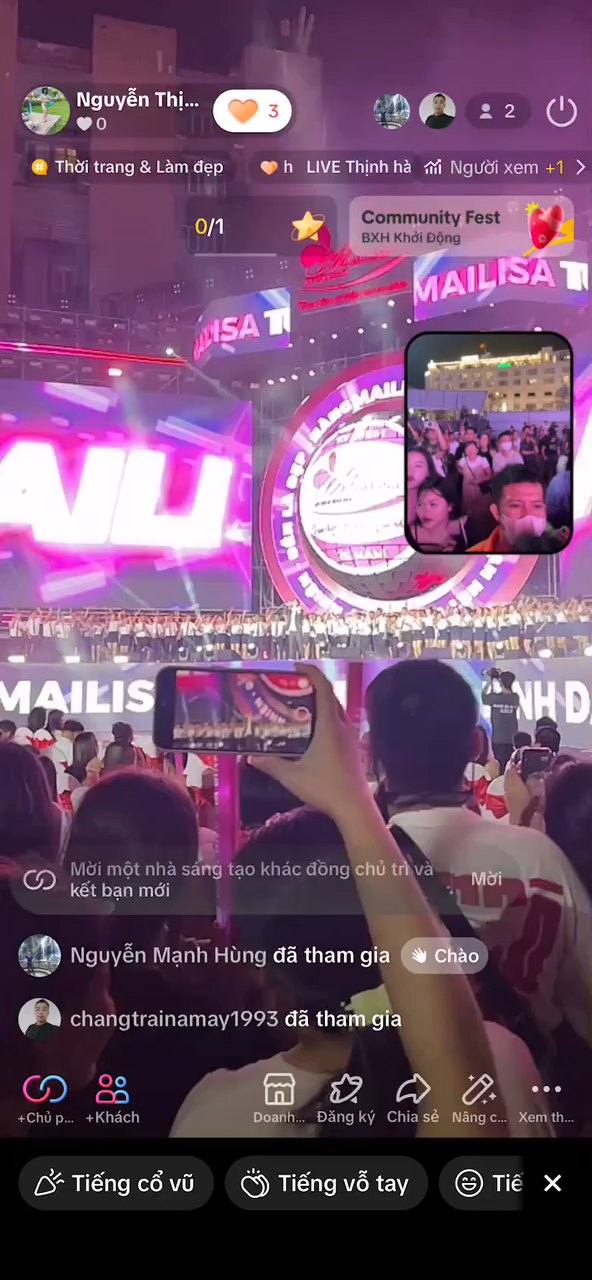 Nguyễn Thị...
0
3
2
Thời trang & Làm đẹp
h LIVE Thịnh hà
Người xem +1
0/1
Community Fest
BXH Khởi Động
MAILISA
AILI
MAILIS
NH D
Mời một nhà sáng tạo khác đồng chủ trì và
kết bạn mới
Mời
Nguyễn Mạnh Hùng đã tham gia
Chào
changtrainamay1993 đã tham gia
+Chủ p...
+Khách
Doanh...
Đăng ký
Chia sẻ
Nâng c...
Xem th...
Tiếng cổ vũ
Tiếng vỗ tay
Tiế